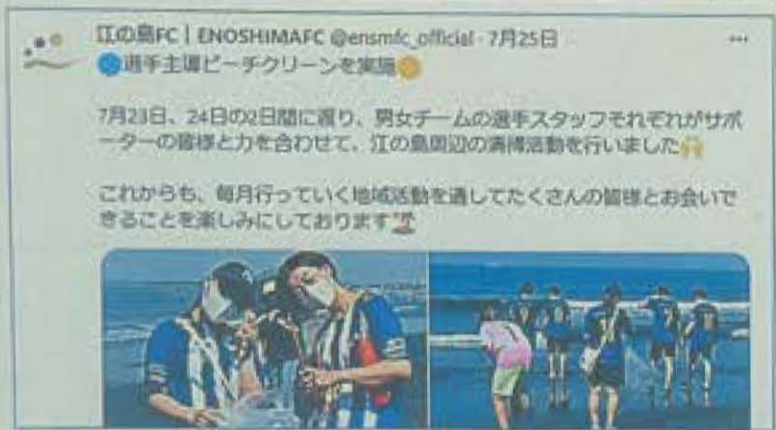 江の島FC | ENOSHIMAFC @ensmfc_official · 7月25日
🔵選手主導ビーチクリーンを実施🟠
7月23日、24日の2日間に渡り、男女チームの選手スタッフそれぞれがサポ
ーターの皆様と力を合わせて、江の島周辺の清掃活動を行いました🙌
これからも、毎月行っていく地域活動を通してたくさんの皆様とお会いで
きることを楽しみにしております🏖️